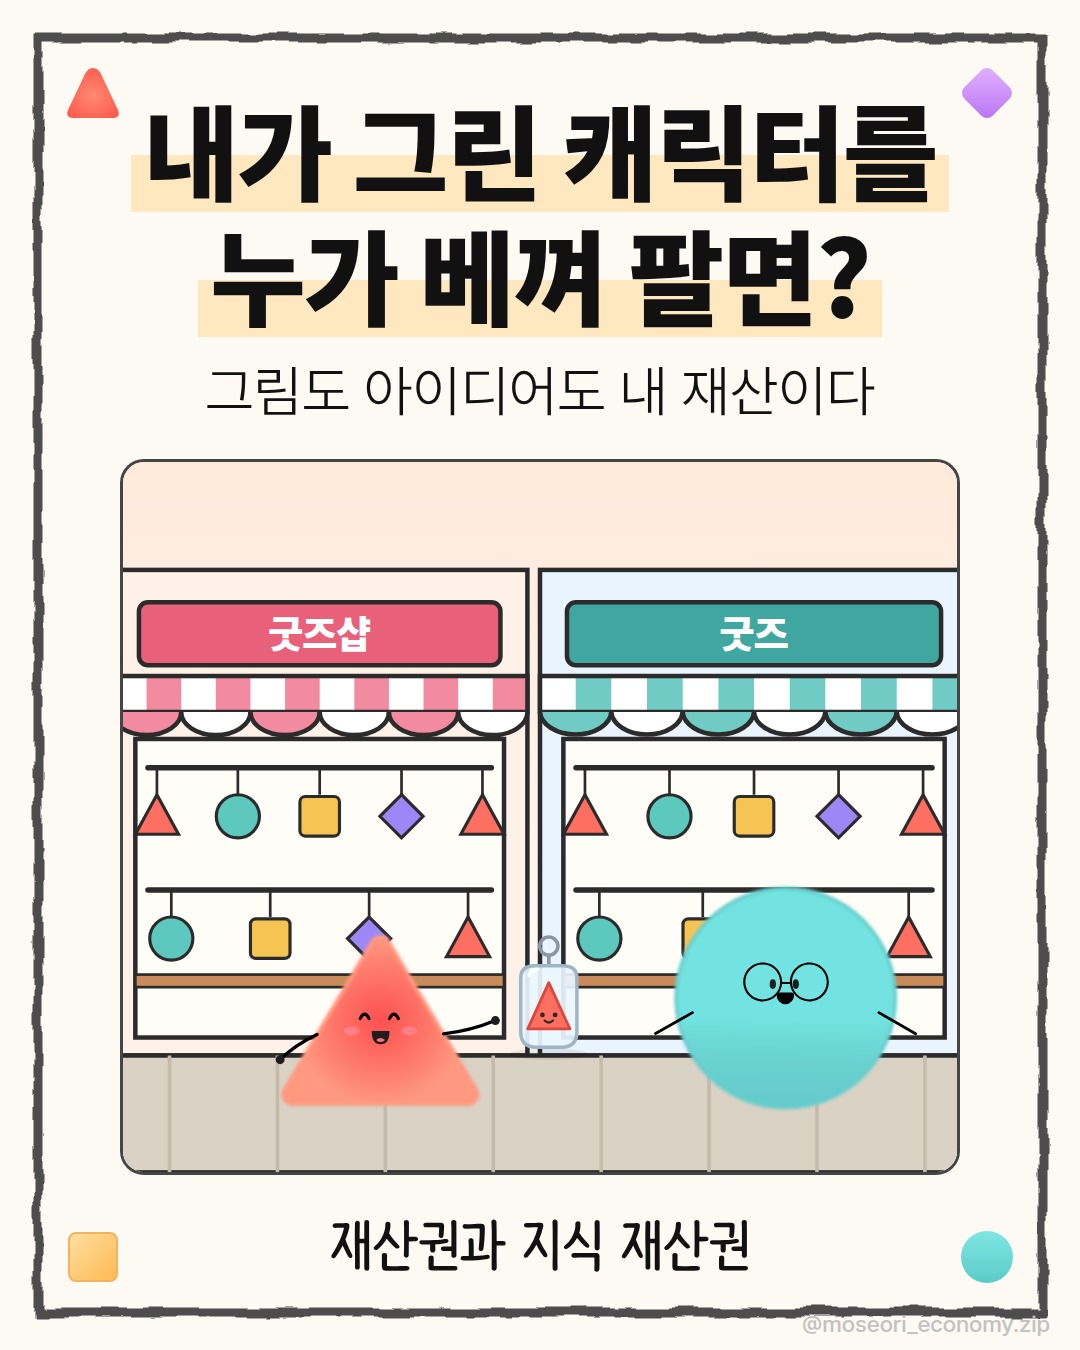 내가 그린 캐릭터를
누가 베껴 팔면?
그림도 아이디어도 내 재산이다
굿즈샵
굿즈
재산권과 지식 재산권
@moseori_economy.zip